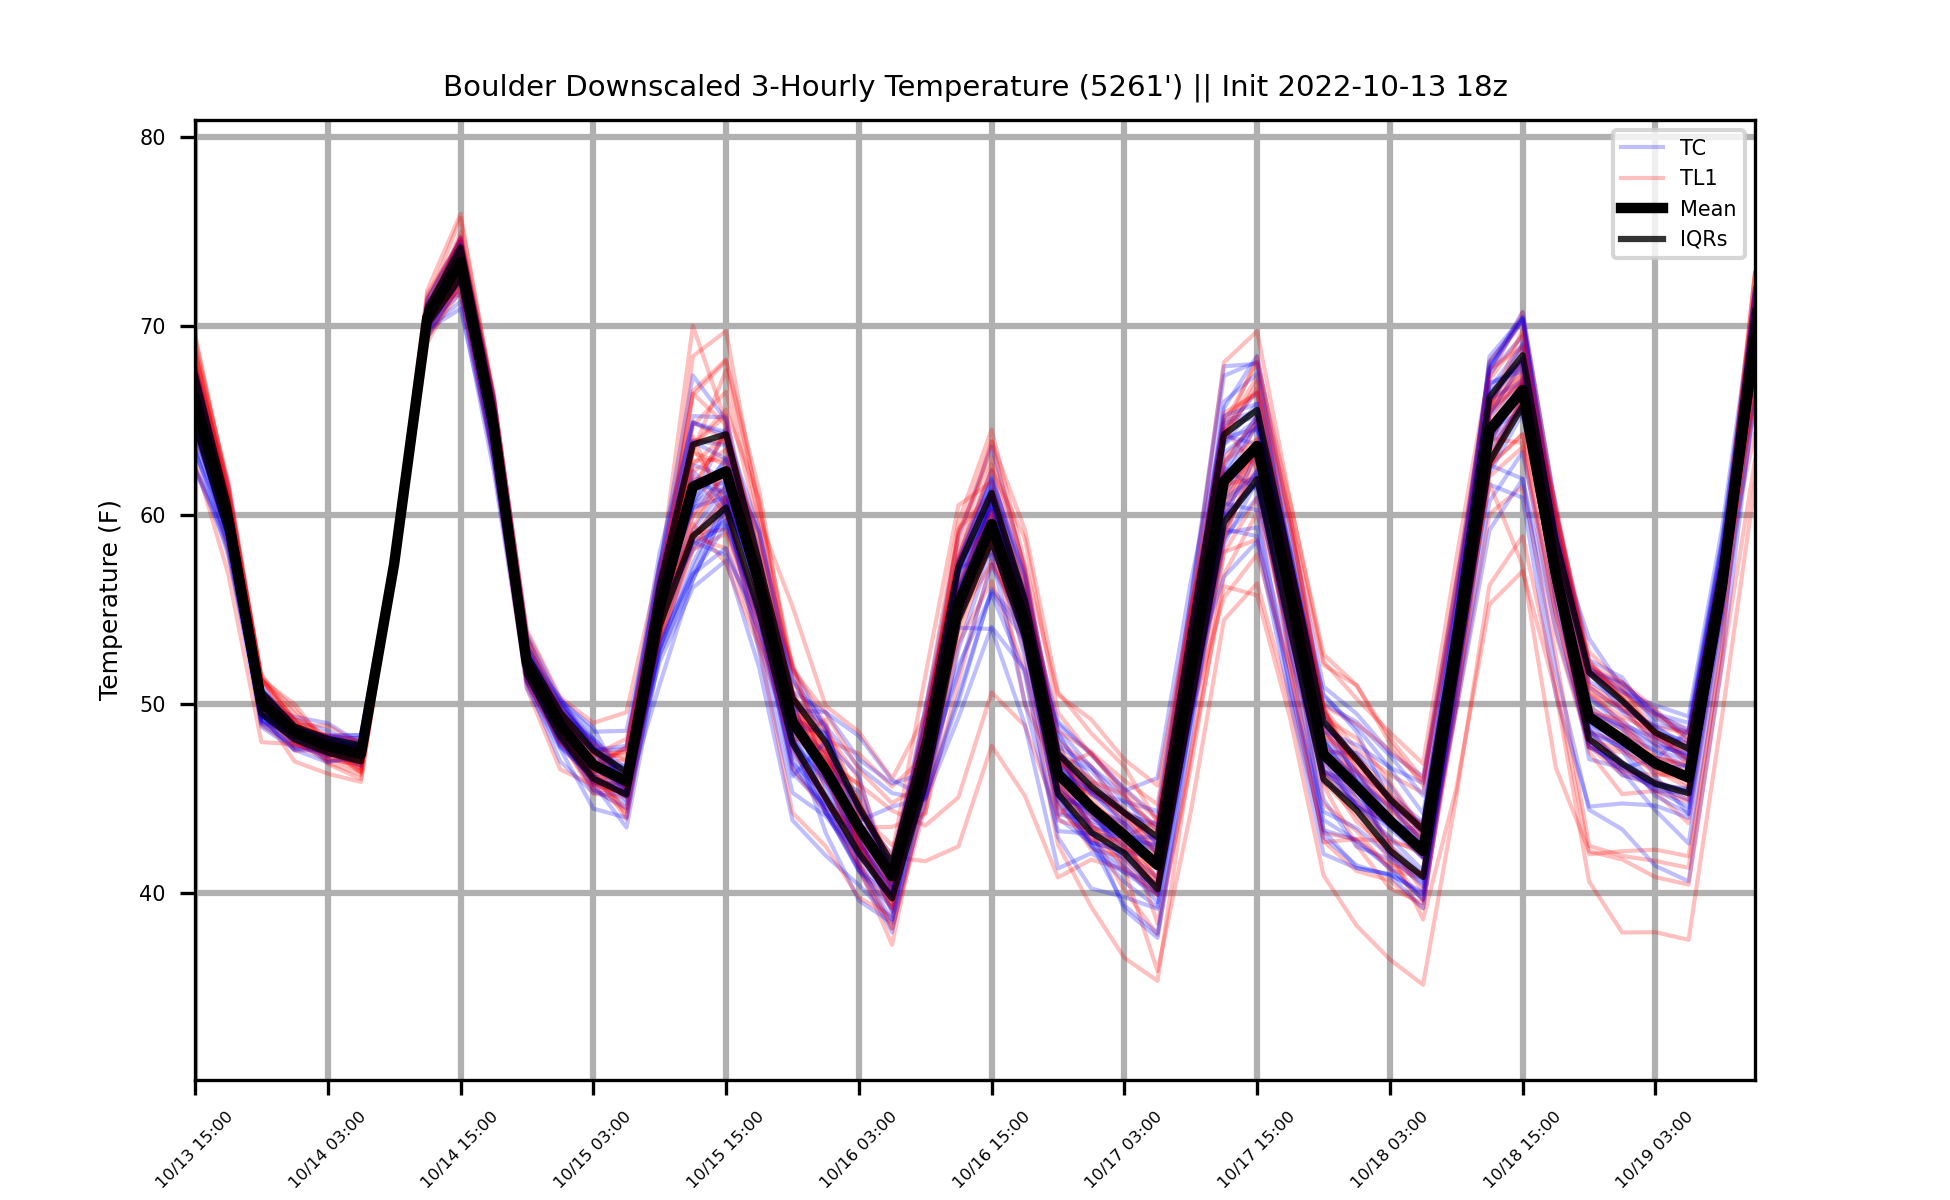 Boulder Downscaled 3-Hourly Temperature (5261') || Init 2022-10-13 18z
TC
TL1
Mean
IQRs
Temperature (F)
80
70
60
50
40
10/13 15:00
10/14 03:00
10/14 15:00
10/15 03:00
10/15 15:00
10/16 03:00
10/16 15:00
10/17 03:00
10/17 15:00
10/18 03:00
10/18 15:00
10/19 03:00